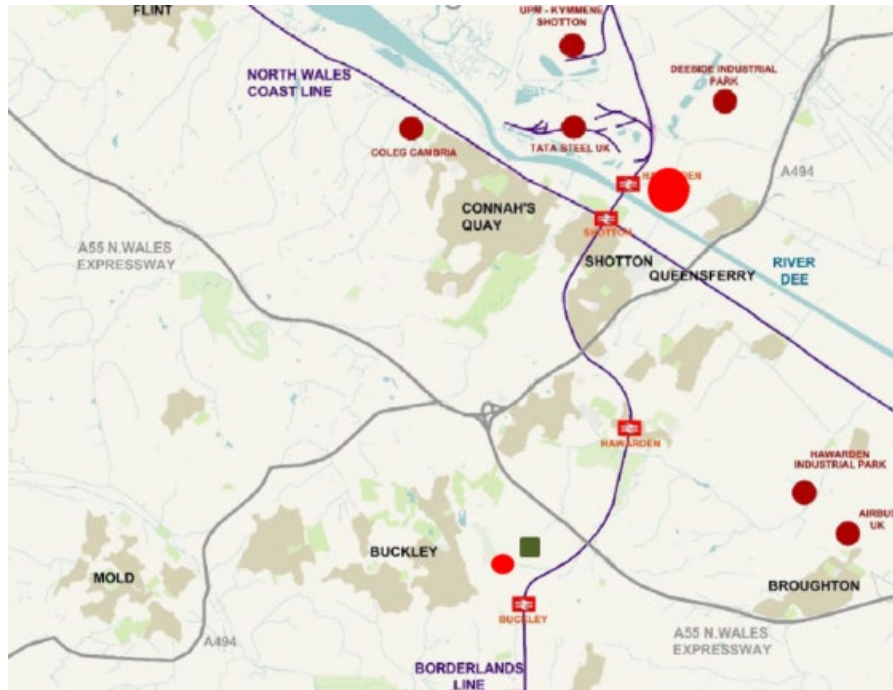 FLINT
UPM - KYMMENE
SHOTTON
NORTH WALES
COAST LINE
DEESIDE INDUSTRIAL
PARK
COLEG CAMBRIA
TATA STEEL UK
A494
CONNAH'S
QUAY
SHOTTON
A55 N.WALES
EXPRESSWAY
SHOTTON
QUEENSFERRY
RIVER
DEE
HAWARDEN
HAWARDEN
INDUSTRIAL PARK
AIRBUS
UK
BUCKLEY
MOLD
BROUGHTON
BUCKLEY
A494
A55 N.WALES
EXPRESSWAY
BORDERLANDS
LINE